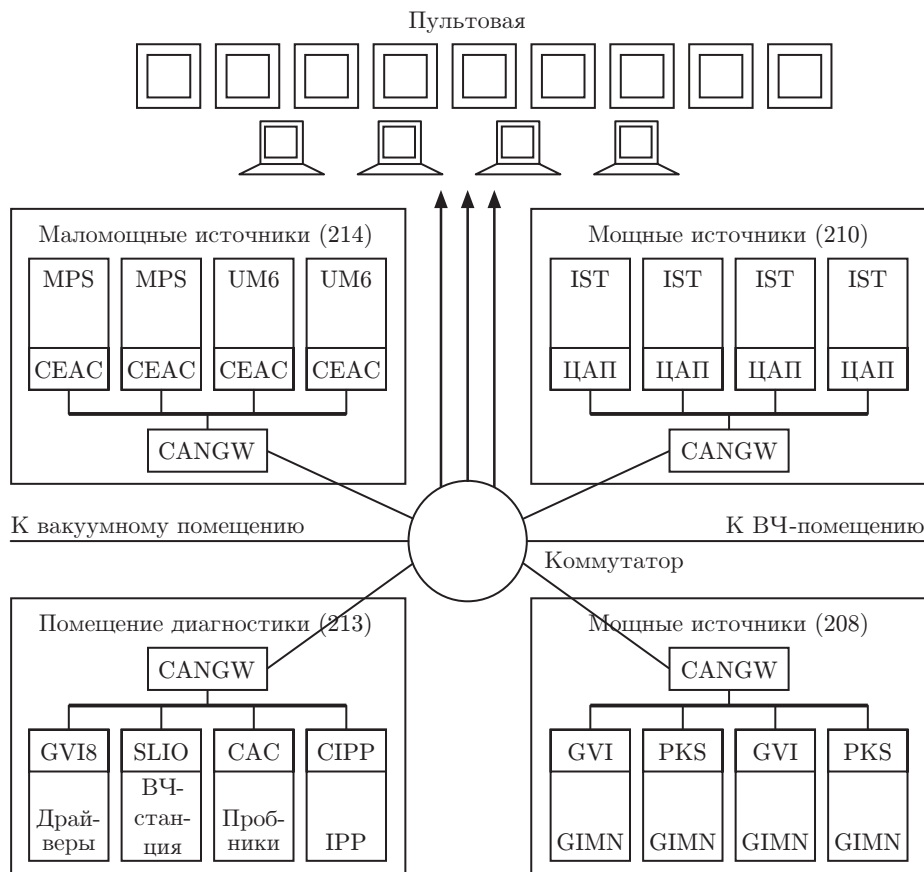 Пультовая
Маломощные источники (214)
MPS MPS UM6 UM6
CEAC CEAC CEAC CEAC
CANGW
Мощные источники (210)
IST IST IST IST
ЦАП ЦАП ЦАП ЦАП
CANGW
К вакуумному помещению
К ВЧ-помещению
Коммутатор
Помещение диагностики (213)
CANGW
GVI8 SLIO CAC CIPP
Драй-
веры
ВЧ-
стан-
ция
Проб-
ники
IPP
Мощные источники (208)
CANGW
GVI PKS GVI PKS
GIMN GIMN GIMN GIMN